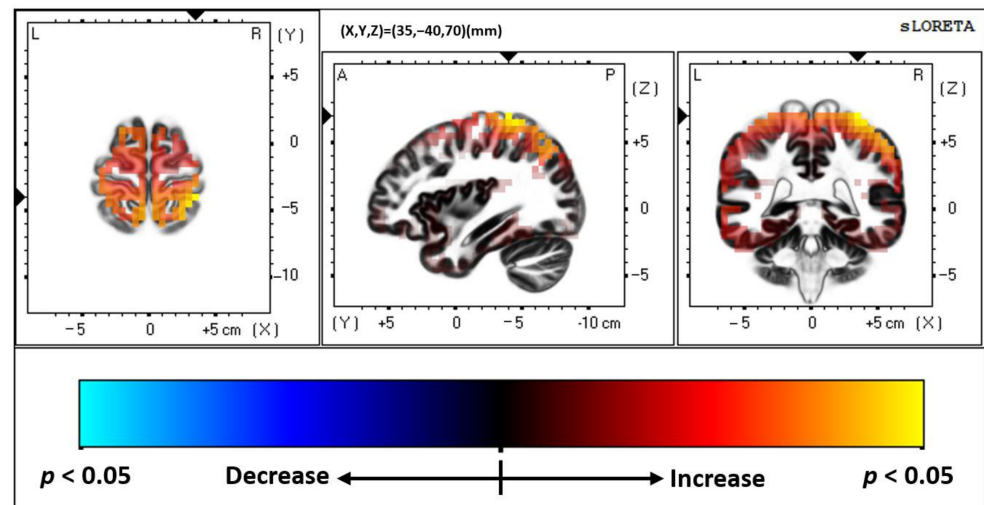 (X,Y,Z)=(35,−40,70)(mm)
sLORETA
L R (Y)
+5
0
−5
−10
−5 0 +5 cm (X)
A P (Z)
+5
0
−5
(Y) +5 0 −5 -10 cm
L R (Z)
+5
0
−5
−5 0 +5 cm (X)
p < 0.05 Decrease Increase p < 0.05